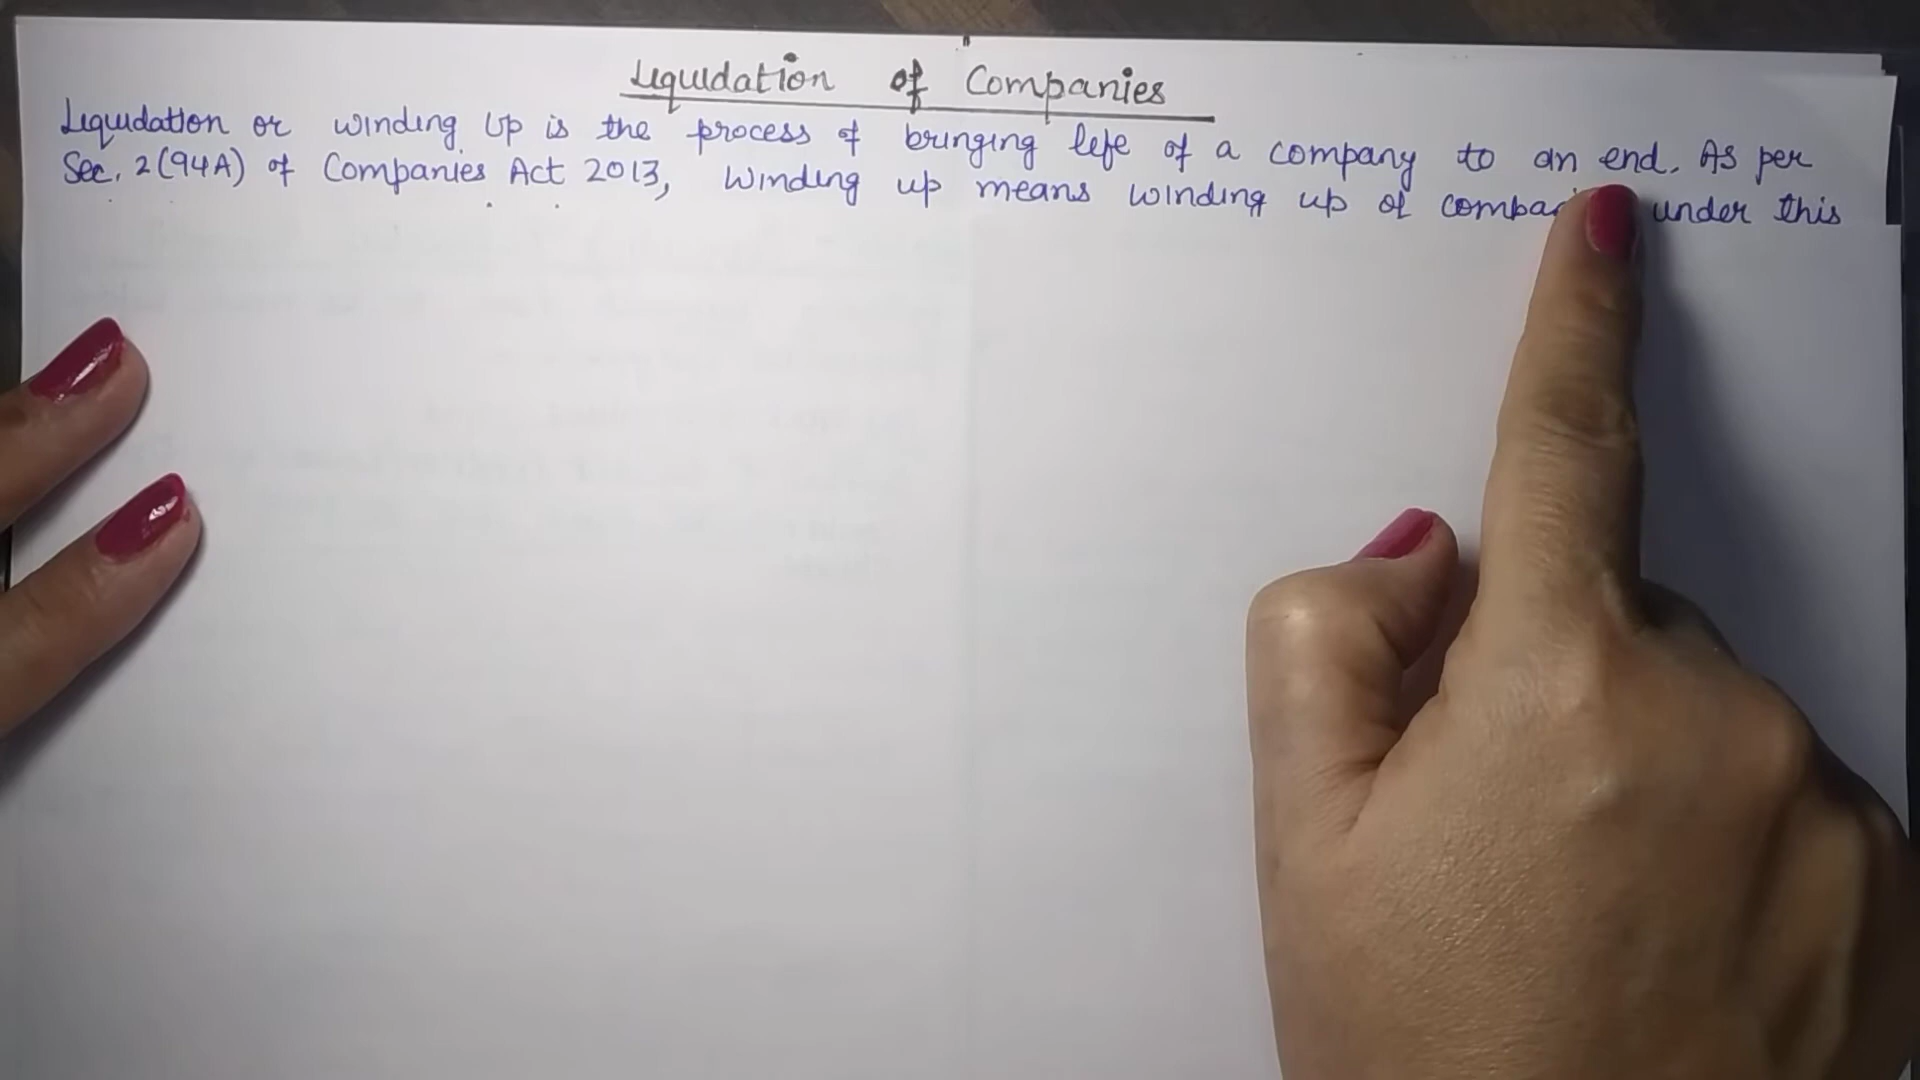 Liquidation of Companies
Liquidation or winding up is the process of bringing life of a company to an end. As per
Sec. 2(94A) of Companies Act 2013, Winding up means winding up of under this